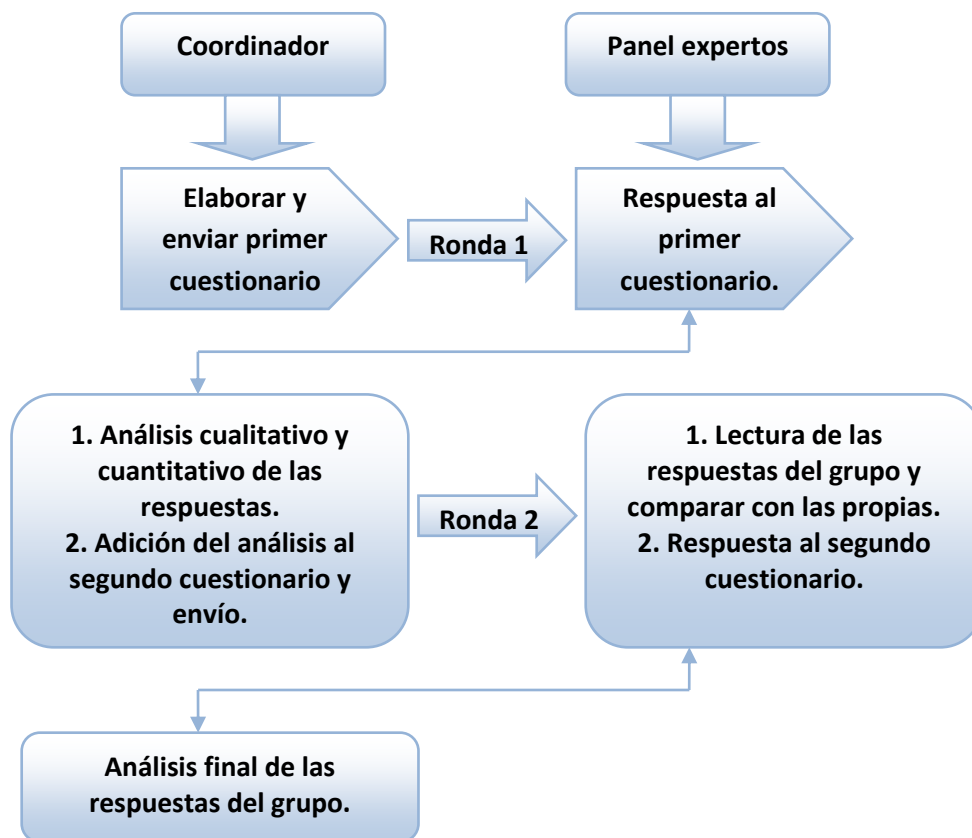 Coordinador
Panel expertos
Elaborar y
enviar primer
cuestionario
Ronda 1
Respuesta al
primer
cuestionario.
1. Análisis cualitativo y
cuantitativo de las
respuestas.
2. Adición del análisis al
segundo cuestionario y
envío.
Ronda 2
1. Lectura de las
respuestas del grupo y
comparar con las propias.
2. Respuesta al segundo
cuestionario.
Análisis final de las
respuestas del grupo.